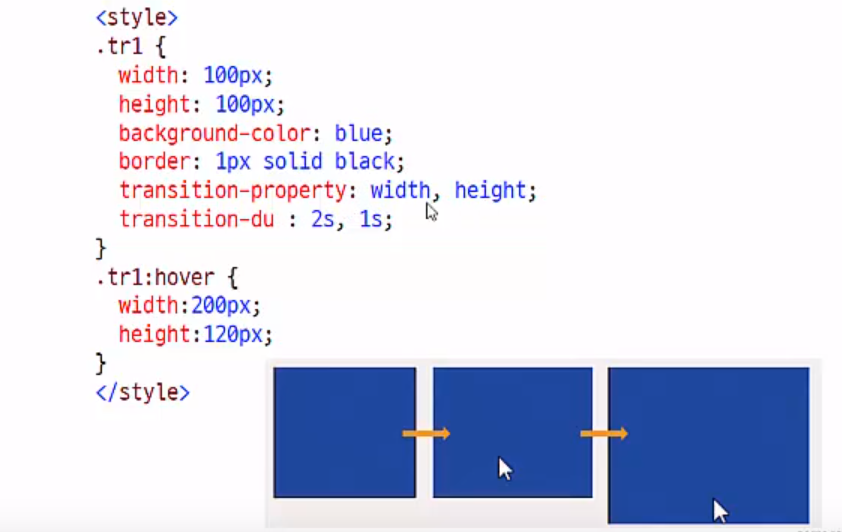 <style>
.tr1 {
width: 100px;
height: 100px;
background-color: blue;
border: 1px solid black;
transition-property: width, height;
transition-du : 2s, 1s;
}
.tr1:hover {
width:200px;
height:120px;
}
</style>